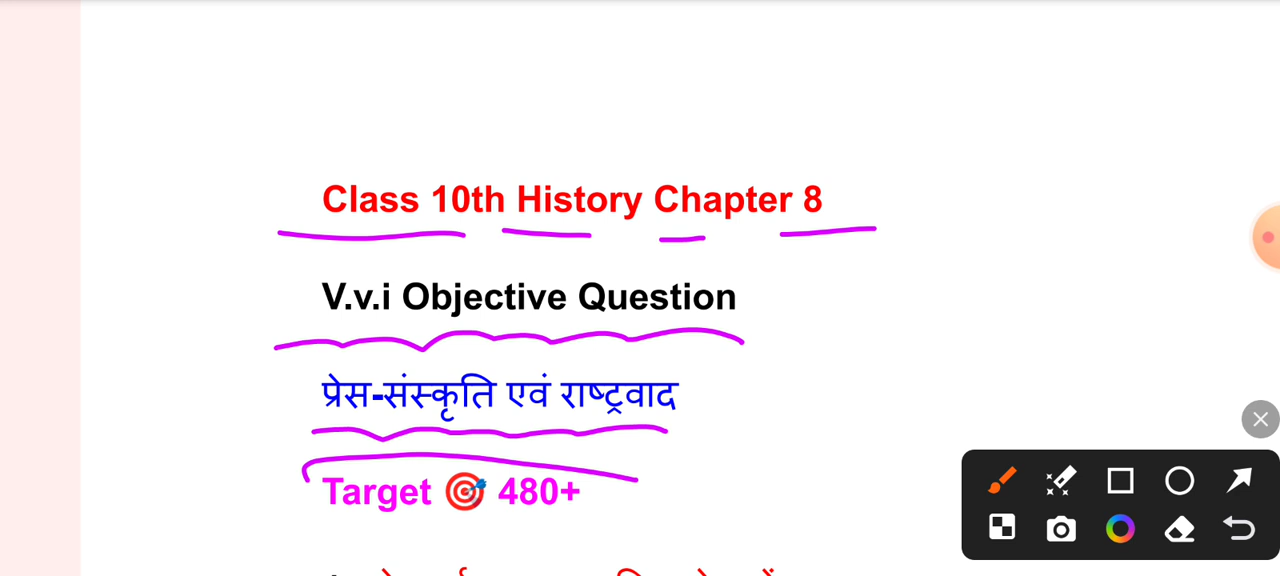 Class 10th History Chapter 8
V.v.i Objective Question
प्रेस-संस्कृति एवं राष्ट्रवाद
Target 🎯 480+